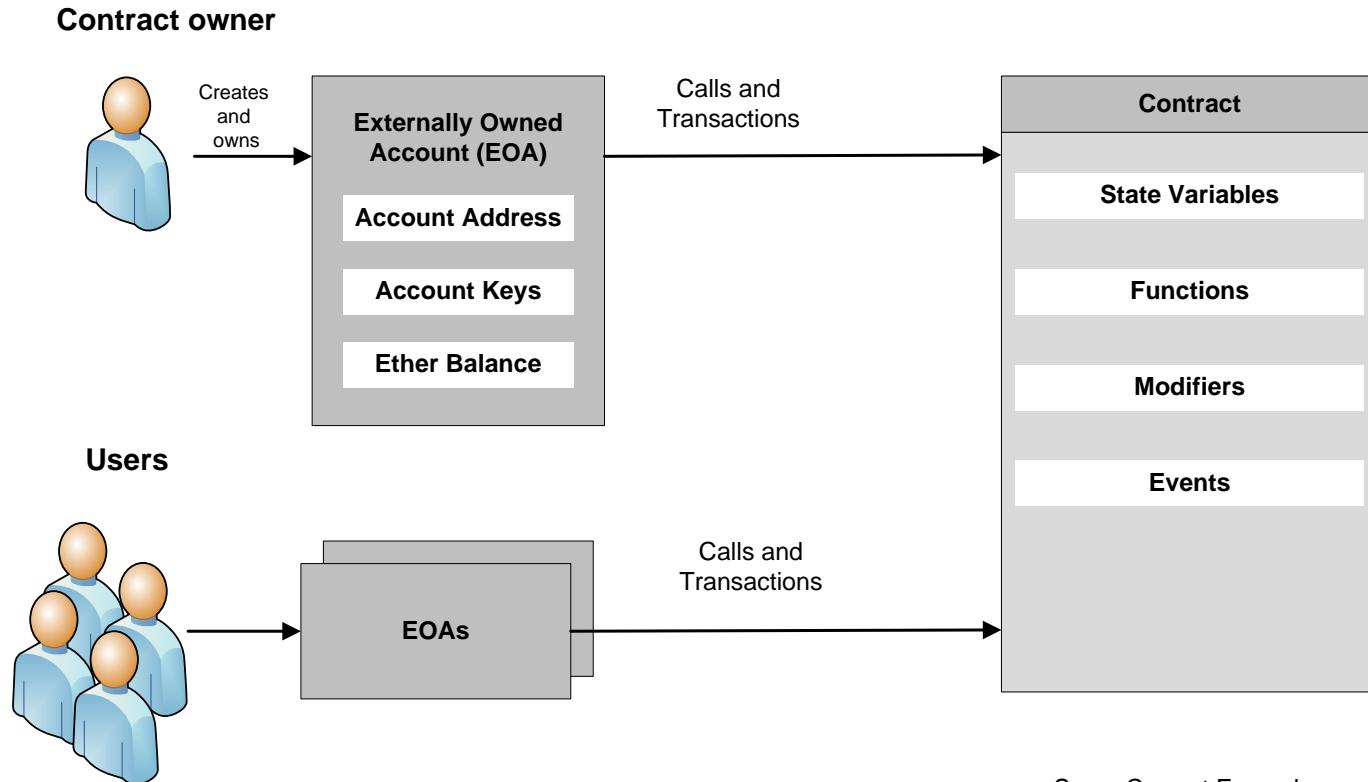 Contract owner
Creates
and
owns
Externally Owned
Account (EOA)
Account Address
Account Keys
Ether Balance
Calls and
Transactions
Contract
State Variables
Functions
Modifiers
Events
Users
EOAs
Calls and
Transactions